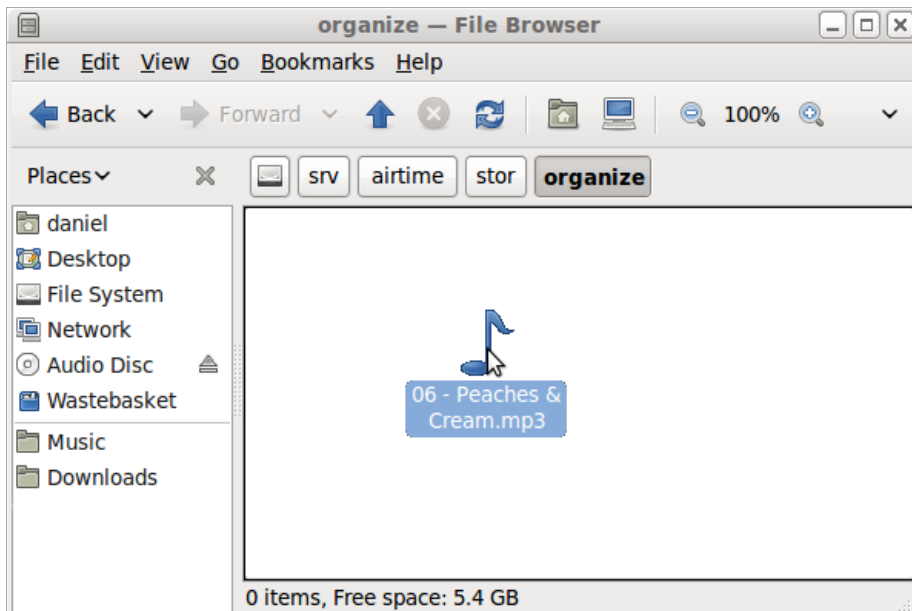 organize — File Browser
File Edit View Go Bookmarks Help
Back Forward 100%
Places srv airtime stor organize
daniel
Desktop
File System
Network
Audio Disc
Wastebasket
Music
Downloads
06 - Peaches &
Cream.mp3
0 items, Free space: 5.4 GB